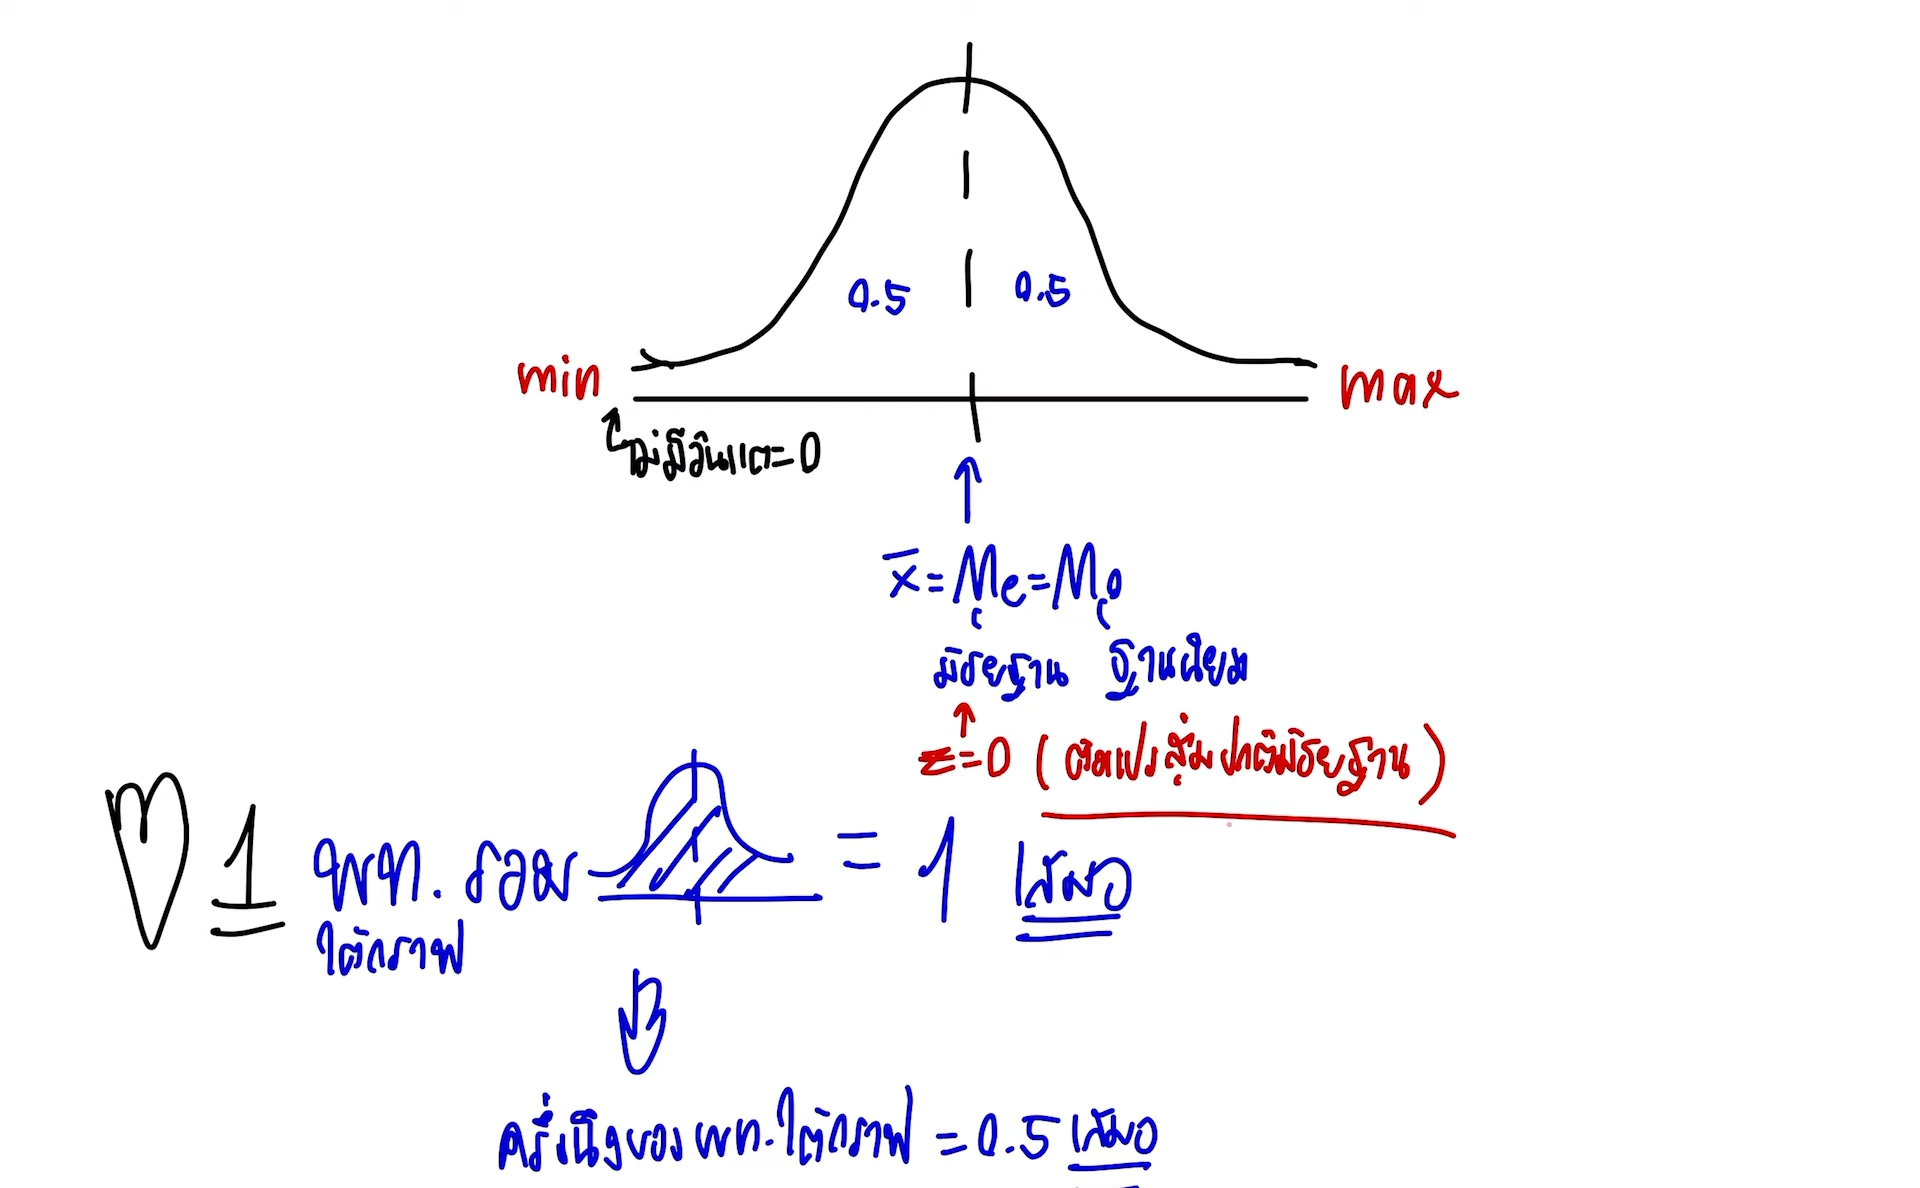 0.5 0.5
min max
ไม่มีวันแตะ=0
x̄=Me=Mo
มัธยฐาน ฐานนิยม
z=0 (ตัวแปรสุ่มปกติมัธยฐาน)
1 พท. รวม = 1 เสมอ
ใต้กราฟ
ครึ่งนึงของ พท.ใต้กราฟ = 0.5 เสมอ